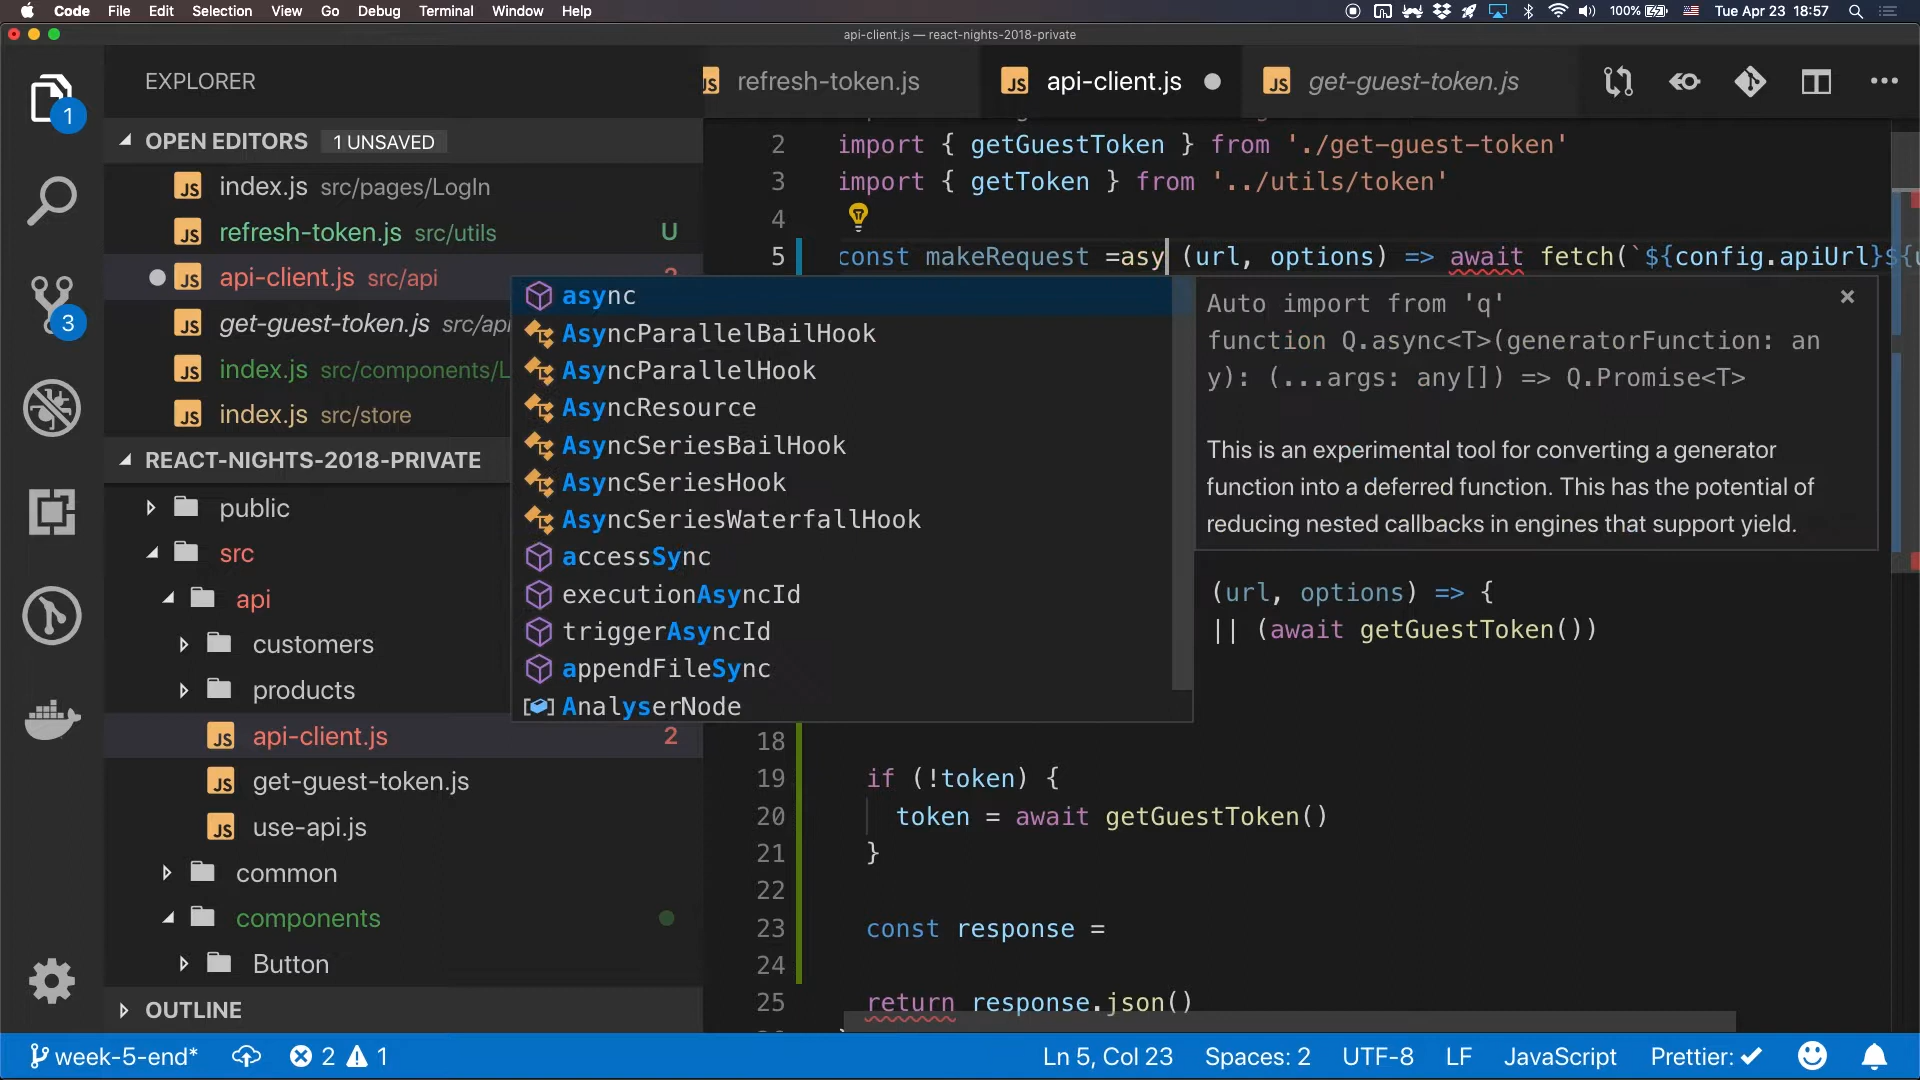 Code File Edit Selection View Go Debug Terminal Window Help 100% Tue Apr 23 18:57
api-client.js — react-nights-2018-private
EXPLORER
JS refresh-token.js
JS api-client.js
JS get-guest-token.js
1
OPEN EDITORS 1 UNSAVED
JS index.js src/pages/LogIn
JS refresh-token.js src/utils U
JS api-client.js src/api
JS get-guest-token.js src/api
JS index.js src/components/L
JS index.js src/store
3
REACT-NIGHTS-2018-PRIVATE
public
src
api
customers
products
JS api-client.js 2
JS get-guest-token.js
JS use-api.js
common
components
Button
OUTLINE
2 import { getGuestToken } from './get-guest-token'
3 import { getToken } from '../utils/token'
4
5 const makeRequest =asy (url, options) => await fetch(`${config.apiUrl}${u
async
AsyncParallelBailHook
AsyncParallelHook
AsyncResource
AsyncSeriesBailHook
AsyncSeriesHook
AsyncSeriesWaterfallHook
accessSync
executionAsyncId
triggerAsyncId
appendFileSync
AnalyserNode
Auto import from 'q'
function Q.async<T>(generatorFunction: an
y): (...args: any[]) => Q.Promise<T>
This is an experimental tool for converting a generator
function into a deferred function. This has the potential of
reducing nested callbacks in engines that support yield.
(url, options) => {
|| (await getGuestToken())
18
19 if (!token) {
20 token = await getGuestToken()
21 }
22
23 const response =
24
25 return response.json()
week-5-end* 2 1 Ln 5, Col 23 Spaces: 2 UTF-8 LF JavaScript Prettier: ✓